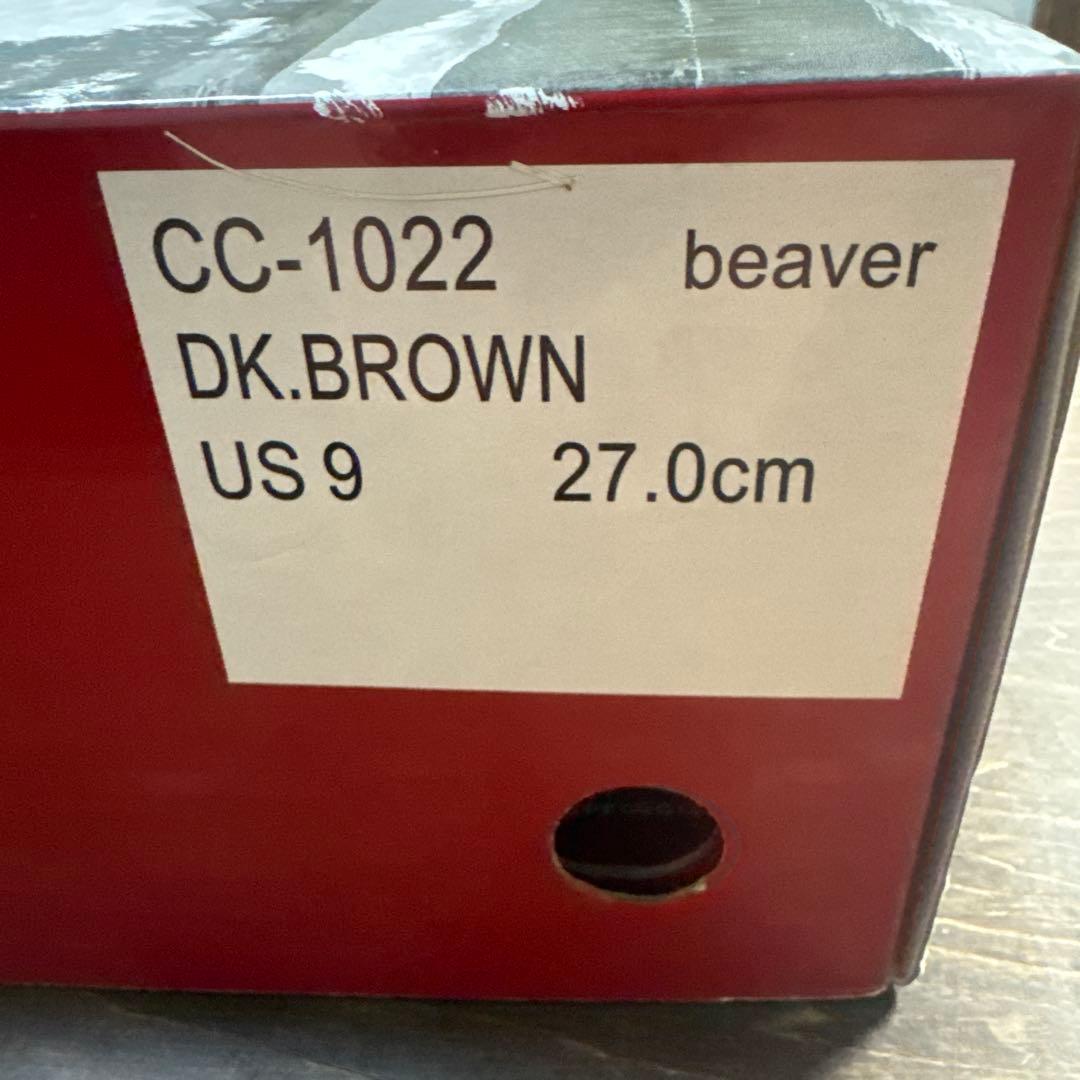 CC-1022 beaver
DK.BROWN
US 9 27.0cm